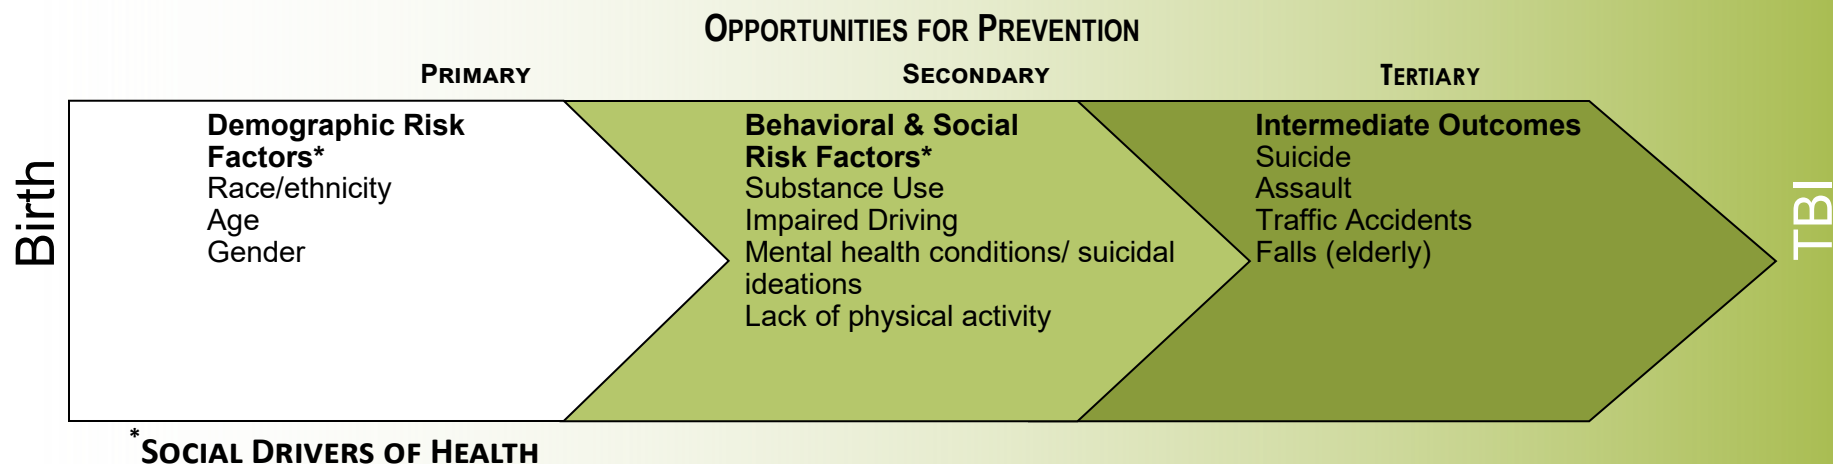 OPPORTUNITIES FOR PREVENTION
PRIMARY
SECONDARY
TERTIARY
Birth
Demographic Risk
Factors*
Race/ethnicity
Age
Gender
Behavioral & Social
Risk Factors*
Substance Use
Impaired Driving
Mental health conditions/ suicidal
ideations
Lack of physical activity
Intermediate Outcomes
Suicide
Assault
Traffic Accidents
Falls (elderly)
TBI
*SOCIAL DRIVERS OF HEALTH